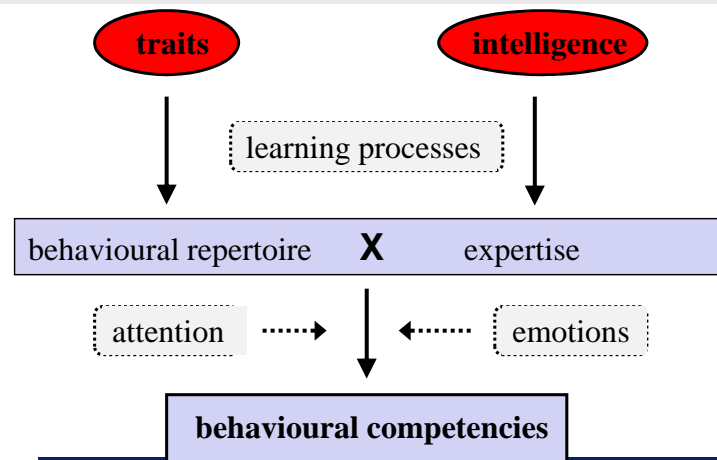 traits intelligence
learning processes
behavioural repertoire X expertise
attention emotions
behavioural competencies